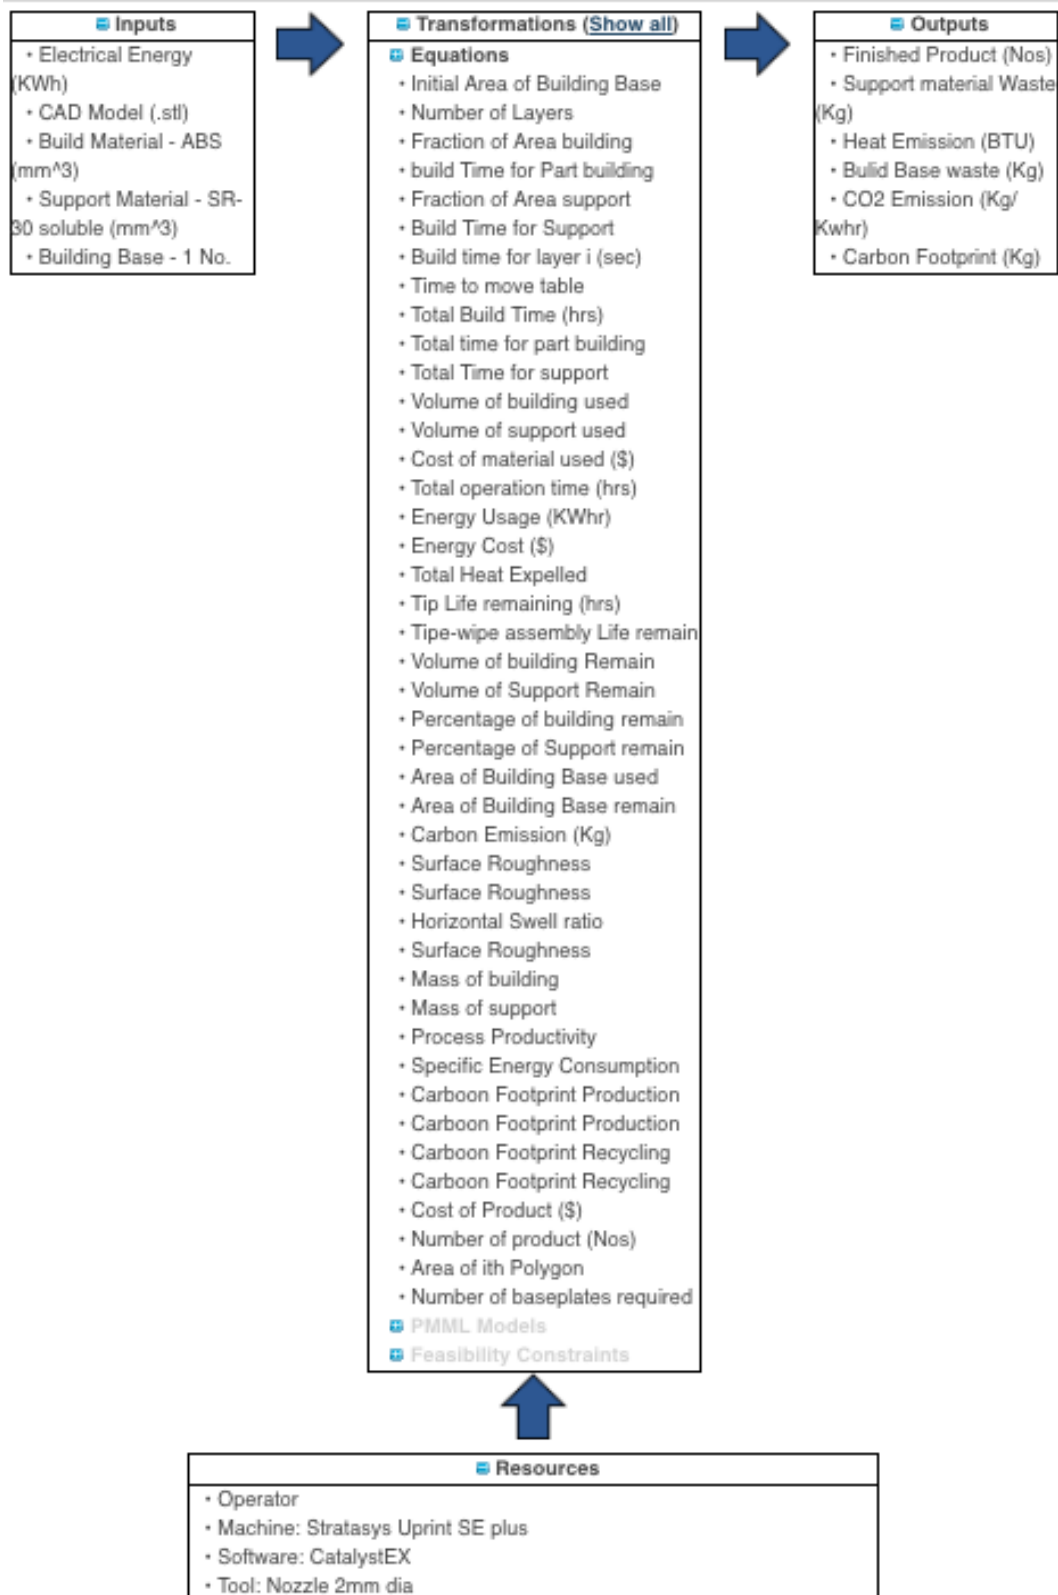 Inputs
• Electrical Energy
(KWh)
• CAD Model (.stl)
• Build Material - ABS
(mm^3)
• Support Material - SR-
30 soluble (mm^3)
• Building Base - 1 No.
Transformations (Show all)
Equations
• Initial Area of Building Base
• Number of Layers
• Fraction of Area building
• build Time for Part building
• Fraction of Area support
• Build Time for Support
• Build time for layer i (sec)
• Time to move table
• Total Build Time (hrs)
• Total time for part building
• Total Time for support
• Volume of building used
• Volume of support used
• Cost of material used ($)
• Total operation time (hrs)
• Energy Usage (KWhr)
• Energy Cost ($)
• Total Heat Expelled
• Tip Life remaining (hrs)
• Tipe-wipe assembly Life remain
• Volume of building Remain
• Volume of Support Remain
• Percentage of building remain
• Percentage of Support remain
• Area of Building Base used
• Area of Building Base remain
• Carbon Emission (Kg)
• Surface Roughness
• Surface Roughness
• Horizontal Swell ratio
• Surface Roughness
• Mass of building
• Mass of support
• Process Productivity
• Specific Energy Consumption
• Carboon Footprint Production
• Carboon Footprint Production
• Carboon Footprint Recycling
• Carboon Footprint Recycling
• Cost of Product ($)
• Number of product (Nos)
• Area of ith Polygon
• Number of baseplates required
PMML Models
Feasibility Constraints
Outputs
• Finished Product (Nos)
• Support material Waste
(Kg)
• Heat Emission (BTU)
• Bulid Base waste (Kg)
• CO2 Emission (Kg/
Kwhr)
• Carbon Footprint (Kg)
Resources
• Operator
• Machine: Stratasys Uprint SE plus
• Software: CatalystEX
• Tool: Nozzle 2mm dia